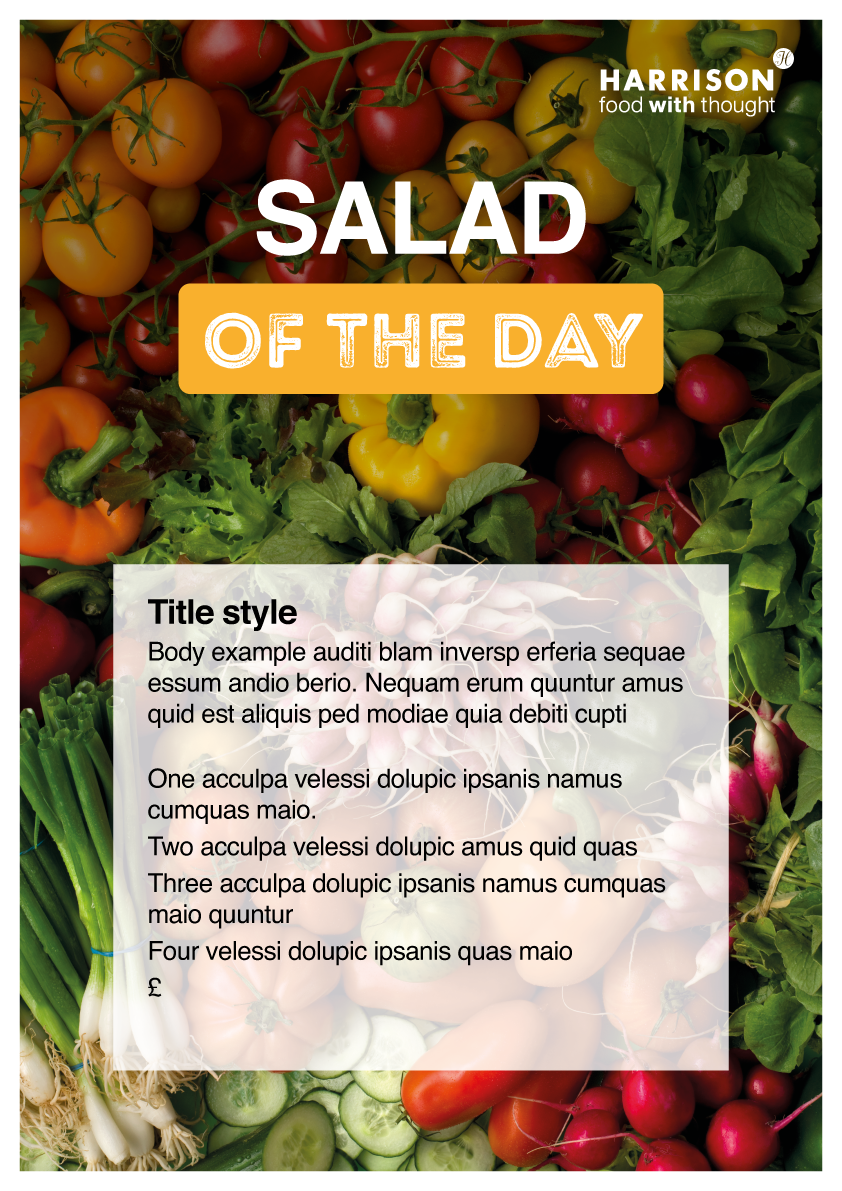 H
HARRISON
food with thought
SALAD
OF THE DAY
Title style
Body example auditi blam inversp erferia sequae
essum andio berio. Nequam erum quuntur amus
quid est aliquis ped modiae quia debiti cupti
One acculpa velessi dolupic ipsanis namus
cumquas maio.
Two acculpa velessi dolupic amus quid quas
Three acculpa dolupic ipsanis namus cumquas
maio quuntur
Four velessi dolupic ipsanis quas maio
£